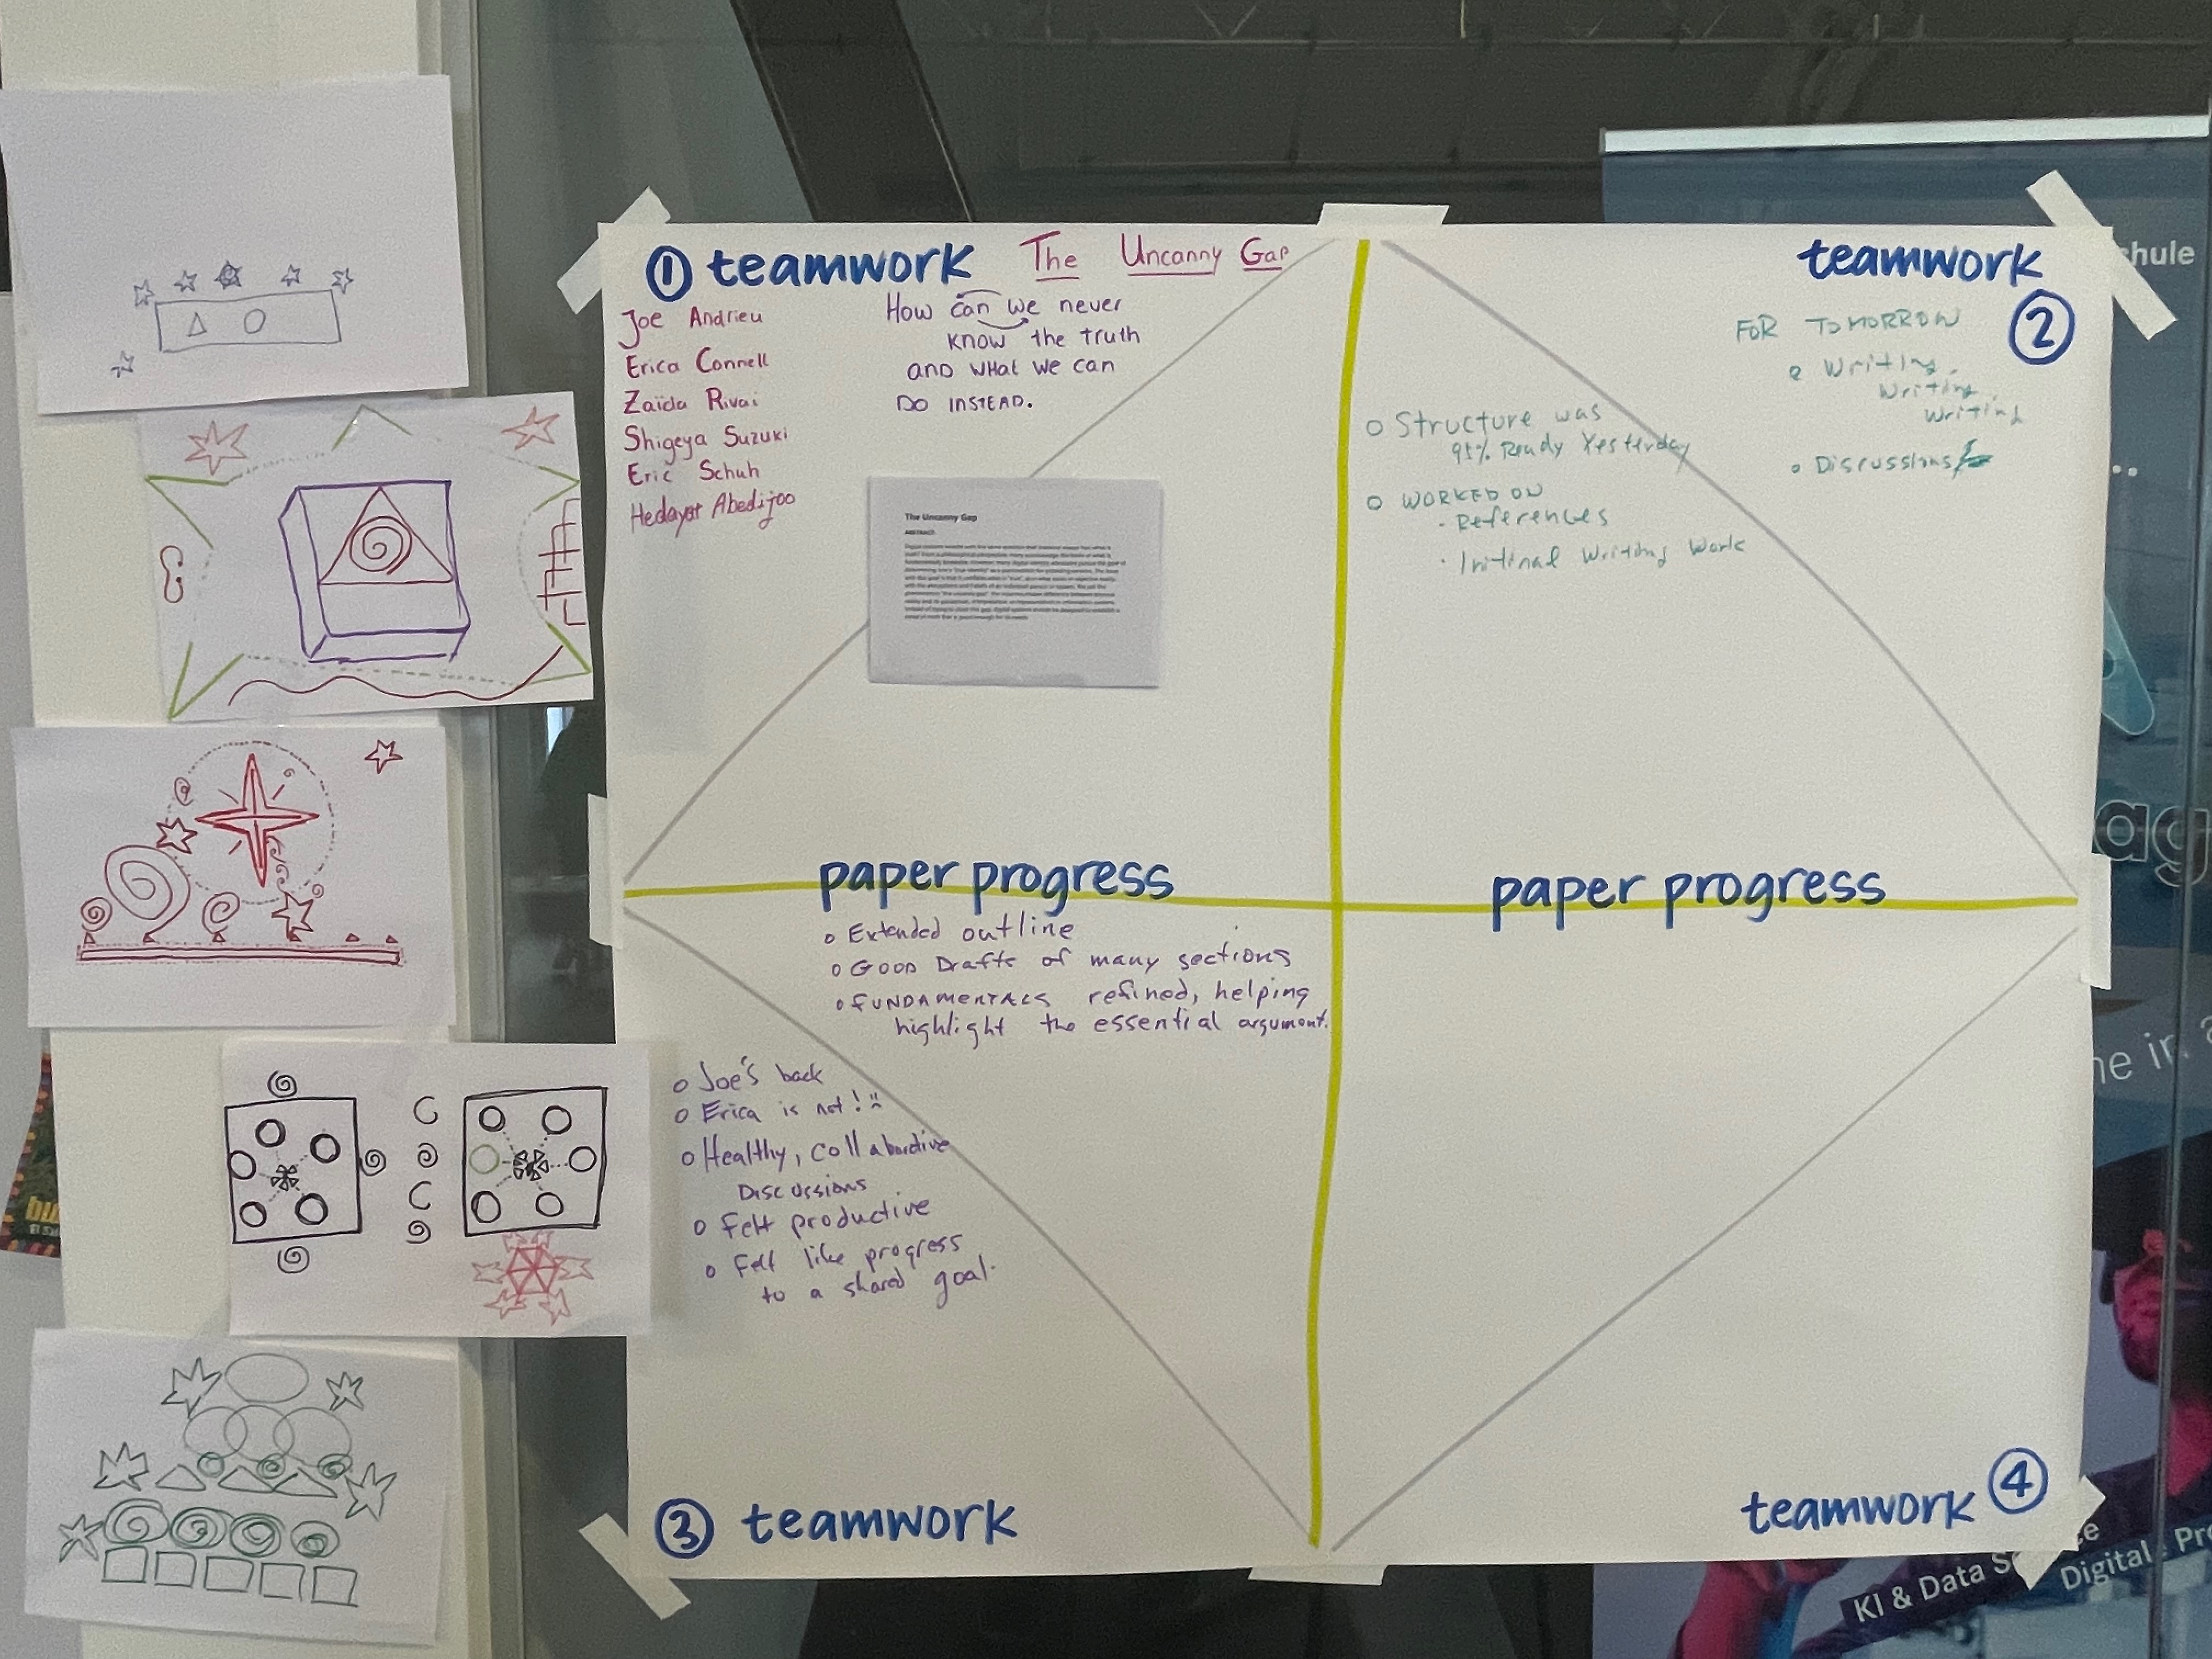 ① teamwork
The Uncanny Gap
Joe Andrieu
Erica Connell
Zaïda Rivai
Shigeya Suzuki
Eric Schuh
Hedayat Abedijoo
How can we never
know the truth
and what we can
DO INSTEAD.
The Uncanny Gap
ABSTRACT:
teamwork
②
FOR TOMORROW
Writing,
Writing,
Writing
Discussions
Structure was
95% Ready Yesterday
WORKED ON
· References
· Initinal Writing Work
paper progress
paper progress
Extended outline
Good Drafts of many sections
FUNDAMENTALS refined, helping
highlight the essential argument.
Joe's back
Erica is not!
Healthy, collaborative
Discussions
Felt productive
Felt like progress
to a shared goal.
③ teamwork
teamwork ④
hule
ag
ne in
KI & Data
Digital Pr